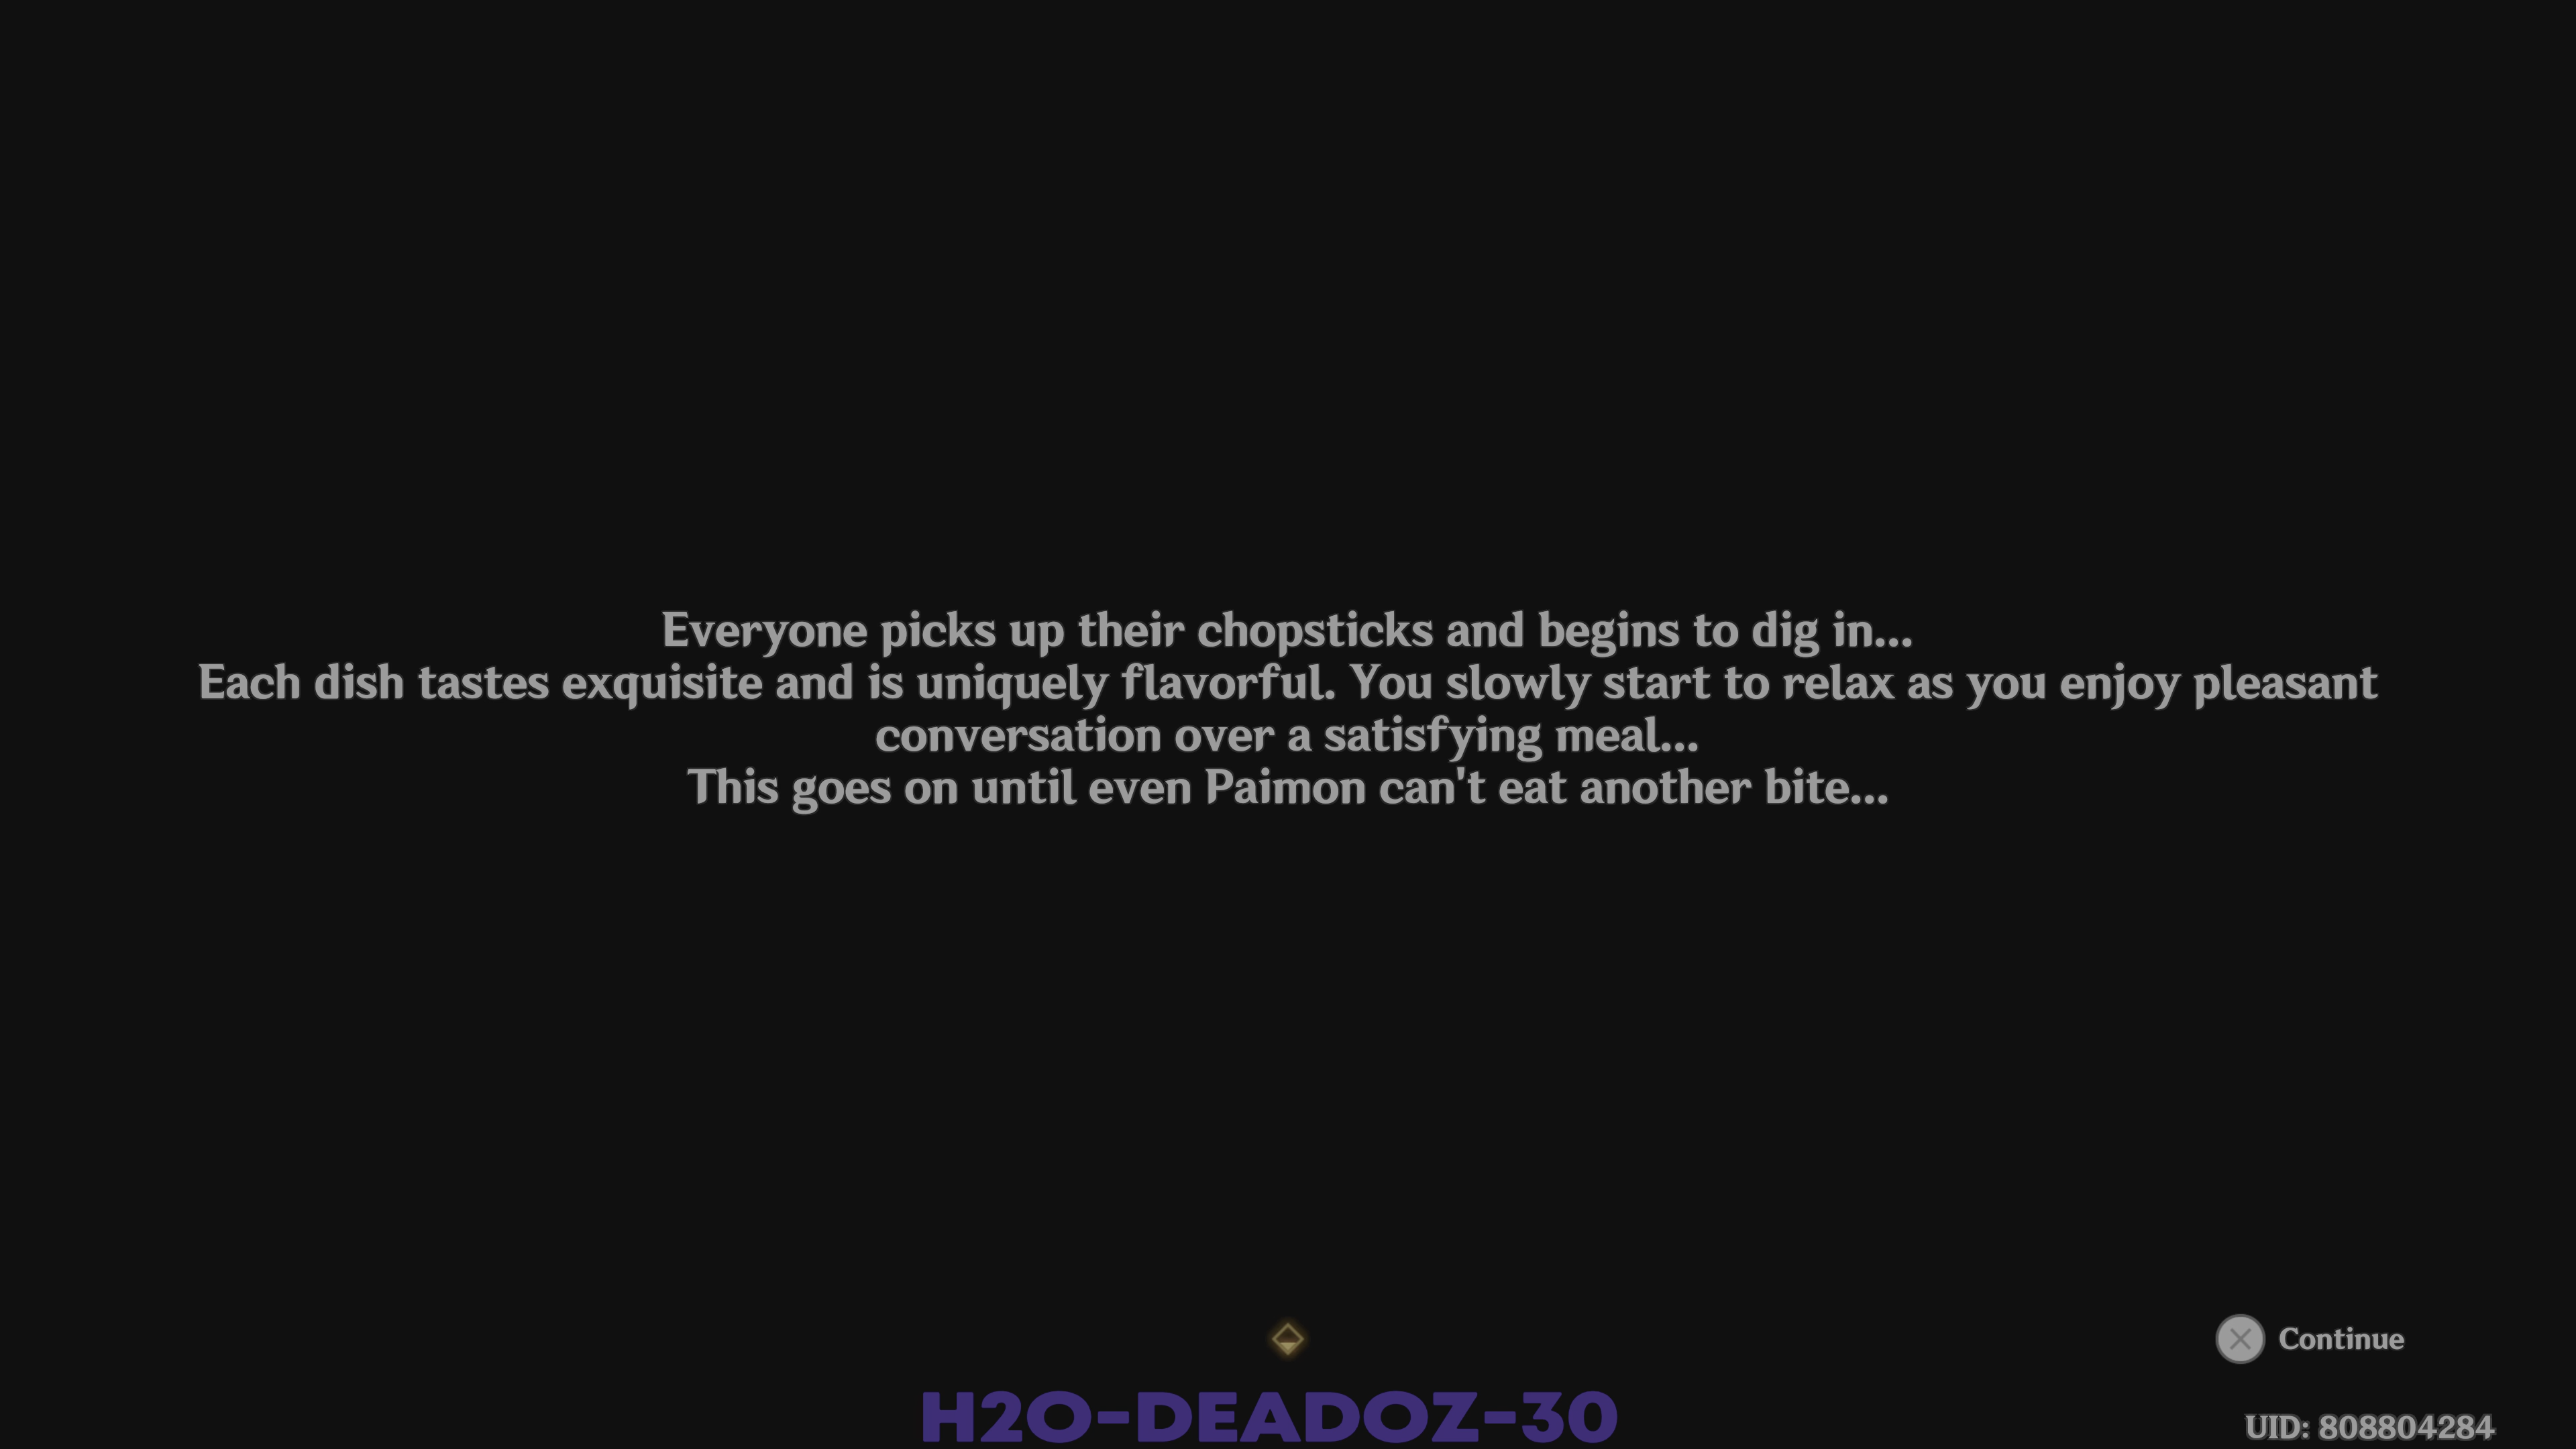 Everyone picks up their chopsticks and begins to dig in...
Each dish tastes exquisite and is uniquely flavorful. You slowly start to relax as you enjoy pleasant
conversation over a satisfying meal...
This goes on until even Paimon can't eat another bite...
Continue
H2O-DEADOZ-30
UID: 808804284